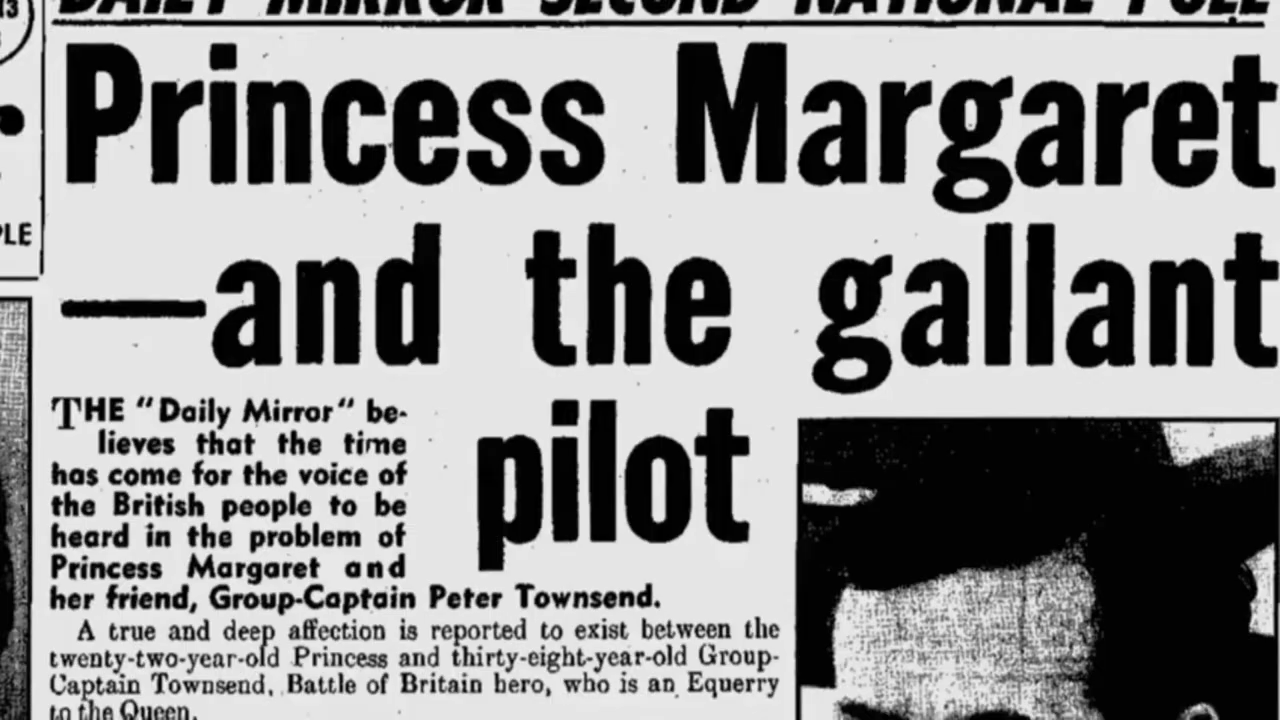 DAILY MIRROR SECOND NATIONAL POLL
13
PLE
Princess Margaret
—and the gallant
pilot
THE "Daily Mirror" be-
lieves that the time
has come for the voice of
the British people to be
heard in the problem of
Princess Margaret and
her friend, Group-Captain Peter Townsend.
A true and deep affection is reported to exist between the
twenty-two-year-old Princess and thirty-eight-year-old Group-
Captain Townsend, Battle of Britain hero, who is an Equerry
to the Queen.